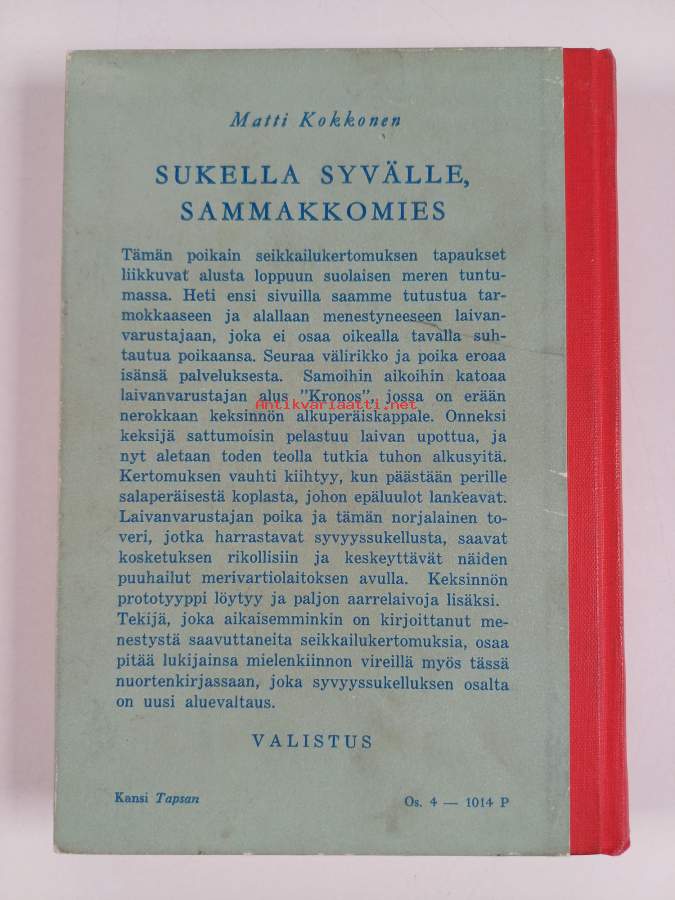 Matti Kokkonen
SUKELLA SYVÄLLE,
SAMMAKKOMIES
Tämän poikain seikkailukertomuksen tapaukset
liikkuvat alusta loppuun suolaisen meren tuntu-
massa. Heti ensi sivuilla saamme tutustua tar-
mokkaaseen ja alallaan menestyneeseen laivan-
varustajaan, joka ei osaa oikealla tavalla suh-
tautua poikaansa. Seuraa välirikko ja poika eroaa
isänsä palveluksesta. Samoihin aikoihin katoaa
laivanvarustajan alus "Kronos", jossa on erään
Antikvariaatti.net
nerokkaan keksinnön alkuperäiskappale. Onneksi
keksijä sattumoisin pelastuu laivan upottua, ja
nyt aletaan toden teolla tutkia tuhon alkusyitä.
Kertomuksen vauhti kiihtyy, kun päästään perille
salaperäisestä koplasta, johon epäluulot lankeavat.
Laivanvarustajan poika ja tämän norjalainen to-
veri, jotka harrastavat syvyyssukellusta, saavat
kosketuksen rikollisiin ja keskeyttävät näiden
puuhailut merivartiolaitoksen avulla. Keksinnön
prototyyppi löytyy ja paljon aarrelaivoja lisäksi.
Tekijä, joka aikaisemminkin on kirjoittanut me-
nestystä saavuttaneita seikkailukertomuksia, osaa
pitää lukijainsa mielenkiinnon vireillä myös tässä
nuortenkirjassaan, joka syvyyssukelluksen osalta
on uusi aluevaltaus.
VALISTUS
Kansi Tapsan
Os. 4 — 1014 P